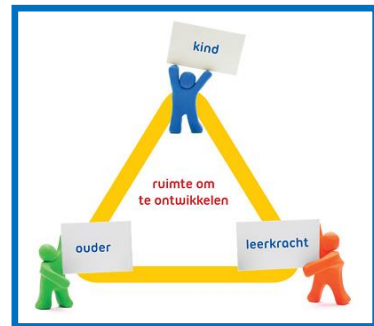 kind
ruimte om
te ontwikkelen
ouder
leerkracht